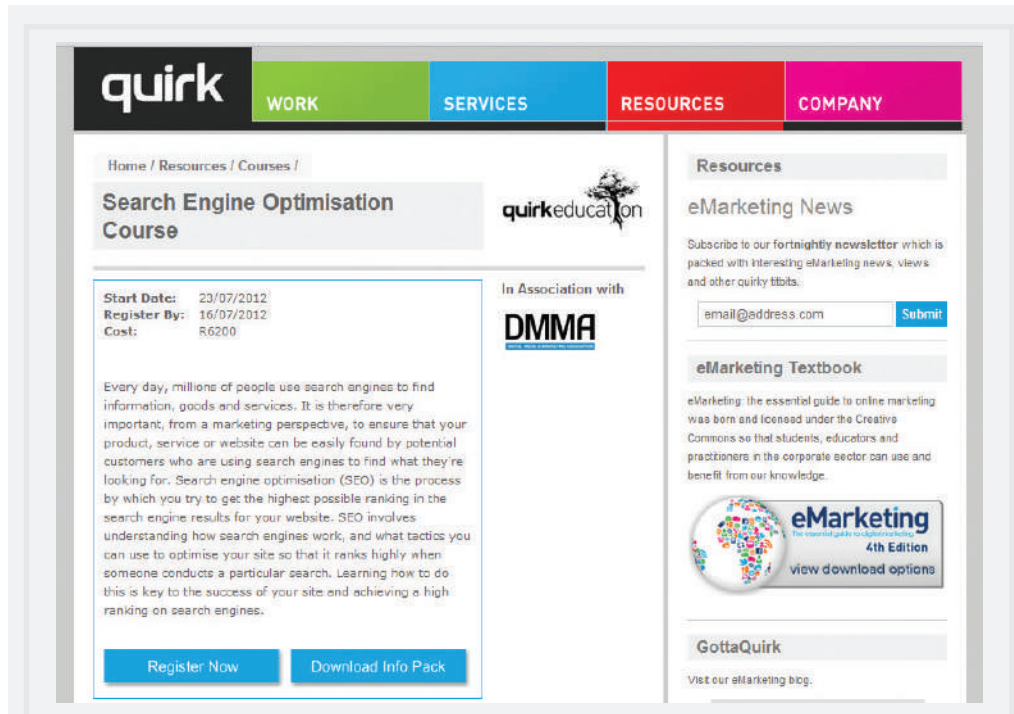 quirk
WORK
SERVICES
RESOURCES
COMPANY
Home / Resources / Courses /
Search Engine Optimisation
Course
quirkeducation
Start Date: 23/07/2012
Register By: 16/07/2012
Cost: R6200
In Association with
DMMA
Every day, millions of people use search engines to find
information, goods and services. It is therefore very
important, from a marketing perspective, to ensure that your
product, service or website can be easily found by potential
customers who are using search engines to find what they're
looking for. Search engine optimisation (SEO) is the process
by which you try to get the highest possible ranking in the
search engine results for your website. SEO involves
understanding how search engines work, and what tactics you
can use to optimise your site so that it ranks highly when
someone conducts a particular search. Learning how to do
this is key to the success of your site and achieving a high
ranking on search engines.
Register Now
Download Info Pack
Resources
eMarketing News
Subscribe to our fortnightly newsletter which is
packed with interesting eMarketing news, views
and other quirky titbits.
email@address.com
Submit
eMarketing Textbook
eMarketing: the essential guide to online marketing
was born and licensed under the Creative
Commons so that students, educators and
practitioners in the corporate sector can use and
benefit from our knowledge.
eMarketing
The essential guide to digital marketing
4th Edition
view download options
GottaQuirk
Visit our eMarketing blog.